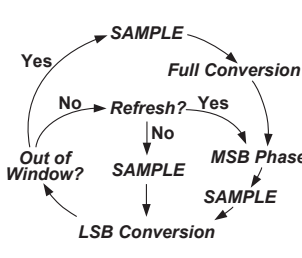 SAMPLE
Yes
Full Conversion
No
Refresh?
Yes
No
Out of
Window?
SAMPLE
MSB Phase
SAMPLE
LSB Conversion